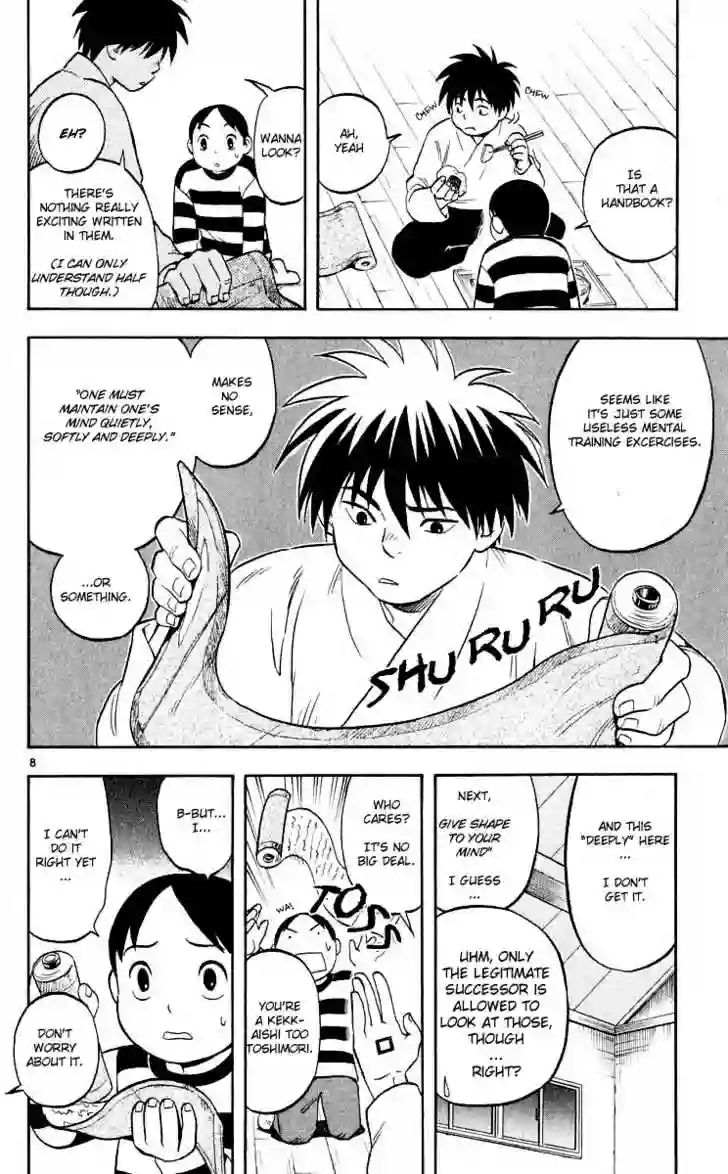 IS
THAT A
HANDBOOK?
CHEW
CHEW
AH,
YEAH
WANNA
LOOK?
EH?
THERE'S
NOTHING REALLY
EXCITING WRITTEN
IN THEM.
(I CAN ONLY
UNDERSTAND HALF
THOUGH.)
SEEMS LIKE
IT'S JUST SOME
USELESS MENTAL
TRAINING EXCERCISES.
MAKES
NO
SENSE,
"ONE MUST
MAINTAIN ONE'S
MIND QUIETLY,
SOFTLY AND DEEPLY."
...OR
SOMETHING.
SHU RU RU RU
8
AND THIS
"DEEPLY" HERE
...
I DON'T
GET IT.
NEXT,
GIVE SHAPE
TO YOUR
MIND"
I GUESS
...
UHM, ONLY
THE LEGITIMATE
SUCCESSOR IS
ALLOWED TO
LOOK AT THOSE,
THOUGH
...
RIGHT?
WHO
CARES?
IT'S NO
BIG DEAL.
TOSS
WA!
YOU'RE
A KEKK-
AISHI TOO
TOSHIMORI.
B-BUT...
I...
I CAN'T
DO IT
RIGHT YET
...
DON'T
WORRY
ABOUT IT.